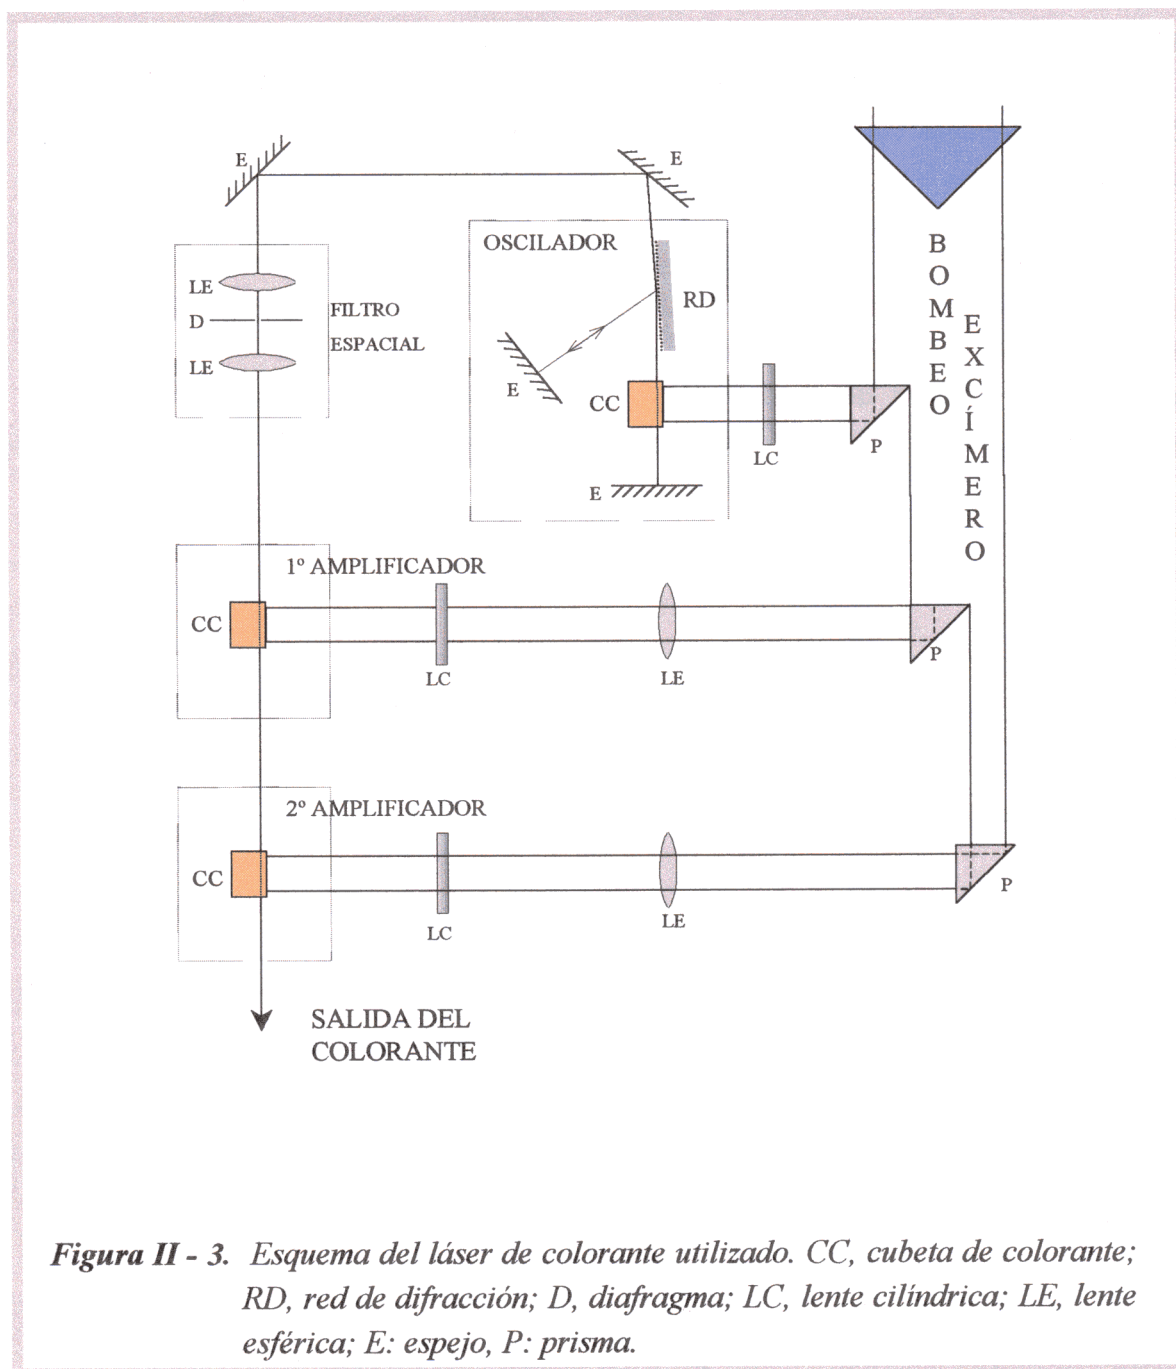 E
E
OSCILADOR
LE
RD
D
FILTRO
ESPACIAL
LE
E
CC
LC
P
E
BOMBEO
EXCÍMERO
1º AMPLIFICADOR
CC
LC
LE
P
2º AMPLIFICADOR
CC
LC
LE
P
SALIDA DEL
COLORANTE
Figura II - 3. Esquema del láser de colorante utilizado. CC, cubeta de colorante;
RD, red de difracción; D, diafragma; LC, lente cilíndrica; LE, lente
esférica; E: espejo, P: prisma.